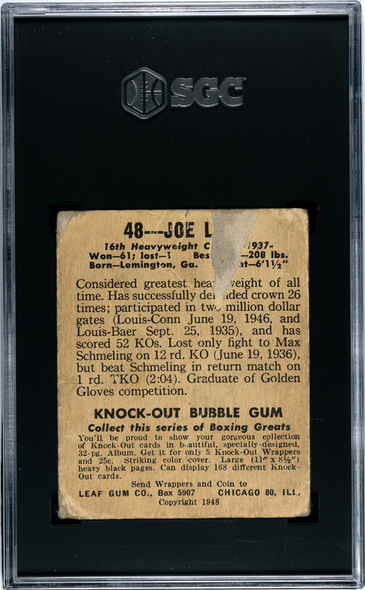 SGC
48---JOE L
16th Heavyweight C 1937-
Won—61; lost—1 Bes —208 lbs.
Born—Lemington, Ga. nt—6'1½"
Considered greatest heavyweight of all
time. Has successfully defended crown 26
times; participated in two million dollar
gates (Louis-Conn June 19, 1946, and
Louis-Baer Sept. 25, 1935), and has
scored 52 KOs. Lost only fight to Max
Schmeling on 12 rd. KO (June 19, 1936),
but beat Schmeling in return match on
1 rd. TKO (2:04). Graduate of Golden
Gloves competition.
KNOCK-OUT BUBBLE GUM
Collect this series of Boxing Greats
You'll be proud to show your gorgeous collection
of Knock-Out cards in beautiful, specially-designed,
32-pg. Album. Get it for only 5 Knock-Out Wrappers
and 25c. Striking color cover. Large (11" x 8½")
heavy black pages. Can display 168 different Knock-
Out cards.
Send Wrappers and Coin to
LEAF GUM CO., Box 5907 CHICAGO 80, ILL.
Copyright 1948